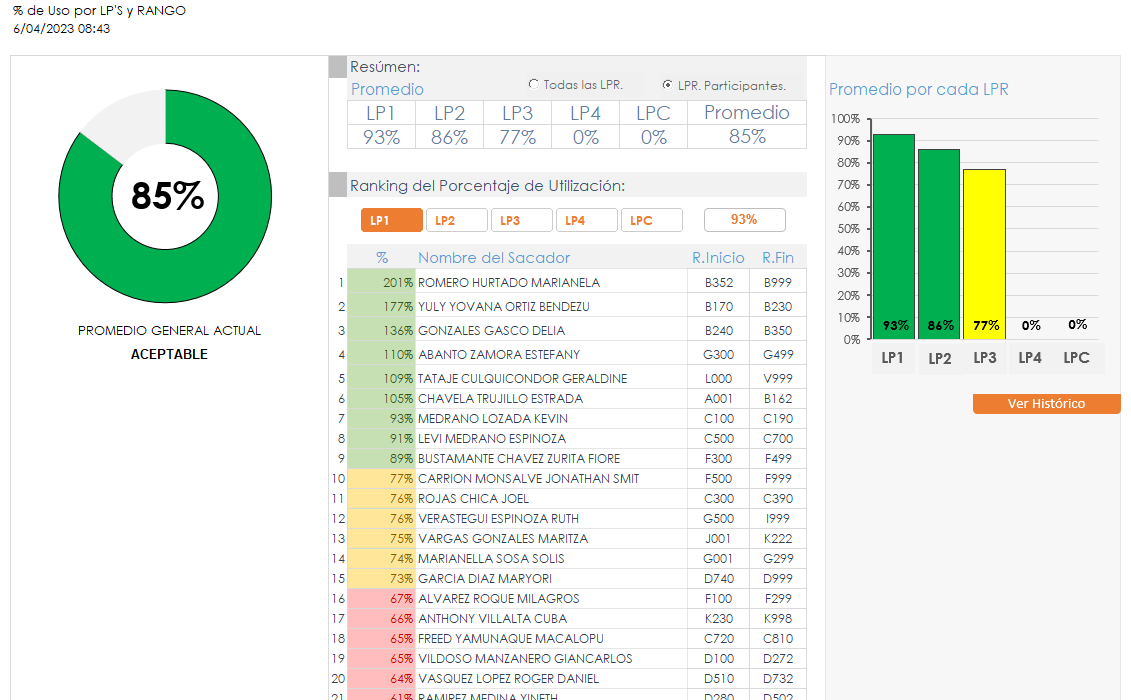 % de Uso por LP'S y RANGO
6/04/2023 08:43
85%
PROMEDIO GENERAL ACTUAL
ACEPTABLE
Resúmen:
Promedio
Todas las LPR.
LPR. Participantes.
LP1 LP2 LP3 LP4 LPC Promedio
93% 86% 77% 0% 0% 85%
Ranking del Porcentaje de Utilización:
LP1 LP2 LP3 LP4 LPC 93%
% Nombre del Sacador R.Inicio R.Fin
1 201% ROMERO HURTADO MARIANELA B352 B999
2 177% YULY YOVANA ORTIZ BENDEZU B170 B230
3 136% GONZALES GASCO DELIA B240 B350
4 110% ABANTO ZAMORA ESTEFANY G300 G499
5 109% TATAJE CULQUICONDOR GERALDINE L000 V999
6 105% CHAVELA TRUJILLO ESTRADA A001 B162
7 93% MEDRANO LOZADA KEVIN C100 C190
8 91% LEVI MEDRANO ESPINOZA C500 C700
9 89% BUSTAMANTE CHAVEZ ZURITA FIORE F300 F499
10 77% CARRION MONSALVE JONATHAN SMIT F500 F999
11 76% ROJAS CHICA JOEL C300 C390
12 76% VERASTEGUI ESPINOZA RUTH G500 I999
13 75% VARGAS GONZALES MARITZA J001 K222
14 74% MARIANELLA SOSA SOLIS G001 G299
15 73% GARCIA DIAZ MARYORI D740 D999
16 67% ALVAREZ ROQUE MILAGROS F100 F299
17 66% ANTHONY VILLALTA CUBA K230 K998
18 65% FREED YAMUNAQUE MACALOPU C720 C810
19 65% VILDOSO MANZANERO GIANCARLOS D100 D272
20 64% VASQUEZ LOPEZ ROGER DANIEL D510 D732
21 61% RAMIREZ MEDINA YINETH D280 D502
Promedio por cada LPR
100%
90%
80%
70%
60%
50%
40%
30%
20%
10%
0%
93% 86% 77% 0% 0%
LP1 LP2 LP3 LP4 LPC
Ver Histórico